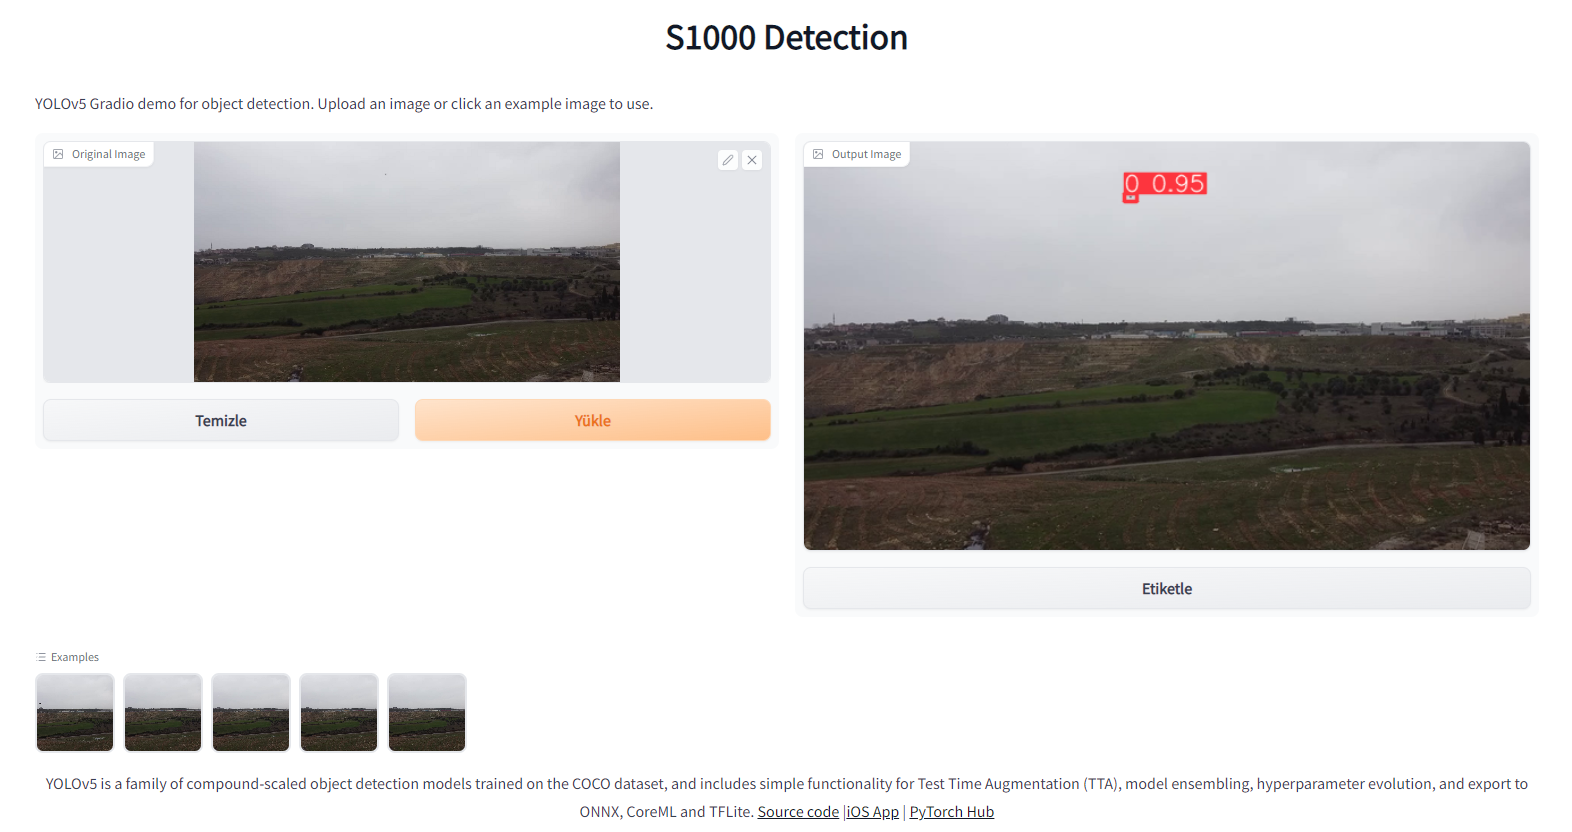 S1000 Detection
YOLOv5 Gradio demo for object detection. Upload an image or click an example image to use.
Original Image
Output Image
0 0.95
Temizle
Yükle
Etiketle
Examples
YOLOv5 is a family of compound-scaled object detection models trained on the COCO dataset, and includes simple functionality for Test Time Augmentation (TTA), model ensembling, hyperparameter evolution, and export to
ONNX, CoreML and TFLite. Source code |iOS App | PyTorch Hub